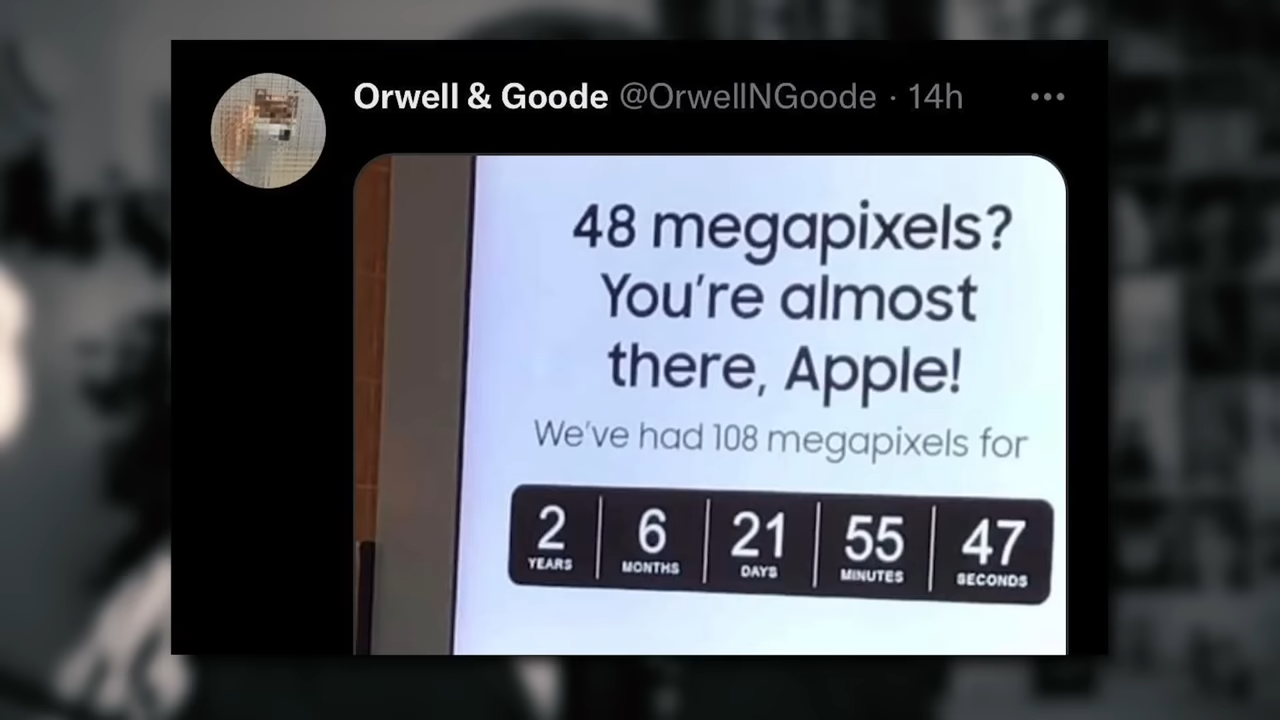 Orwell & Goode @OrwellNGoode · 14h
48 megapixels?
You're almost
there, Apple!
We've had 108 megapixels for
2 6 21 55 47
YEARS MONTHS DAYS MINUTES SECONDS